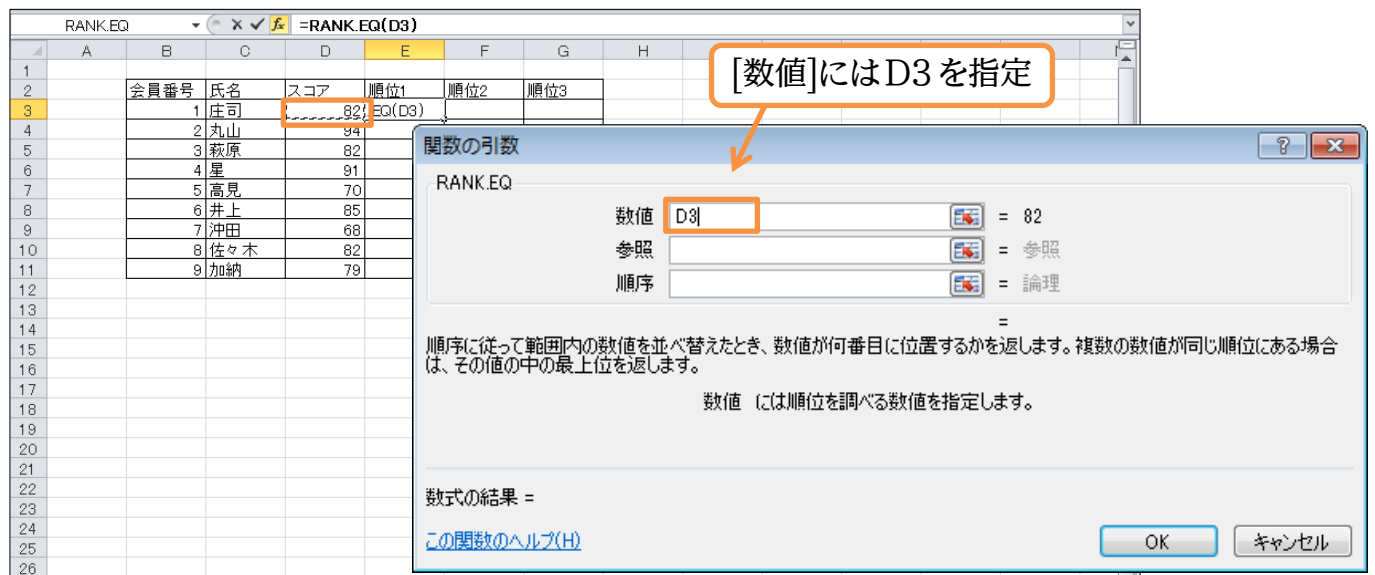 RANK.EQ =RANK.EQ(D3)
A B C D E F G H
[数値]にはD3を指定
1
2 会員番号 氏名 スコア 順位1 順位2 順位3
3 1 庄司 82 EQ(D3)
4 2 丸山 94
5 3 萩原 82
6 4 星 91
7 5 高見 70
8 6 井上 85
9 7 沖田 68
10 8 佐々木 82
11 9 加納 79
12
13
14
15
16
17
18
19
20
21
22
23
24
25
26
関数の引数
RANK.EQ
数値 D3 = 82
参照 = 参照
順序 = 論理
=
順序に従って範囲内の数値を並べ替えたとき、数値が何番目に位置するかを返します。複数の数値が同じ順位にある場合
は、その値の中の最上位を返します。
数値 には順位を調べる数値を指定します。
数式の結果 =
この関数のヘルプ(H)
OK キャンセル